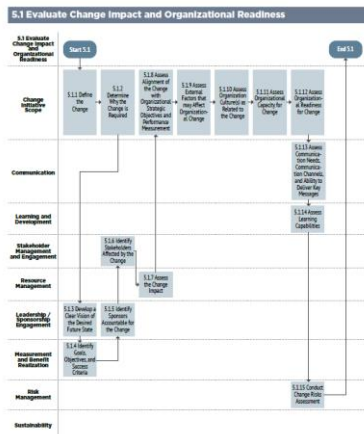 5.1 Evaluate Change Impact and Organizational Readiness
5.1 Evaluate
Change Impact
and
Organizational
Readiness
Start 5.1
End 5.1
Change
Initiative
Scope
5.1.1 Define
the
Change
5.1.2
Determine
Why the
Change is
Required
5.1.8 Assess
Alignment of
the Change
with
Organizational
Strategic
Objectives and
Performance
Measurement
5.1.9 Assess
External
Factors that
may Affect
Organization-
al Change
5.1.10 Assess
Organization
Culture(s) as
Related to
the Change
5.1.11 Assess
Organizational
Capacity for
Change
5.1.12 Assess
Organization-
al Readiness
for Change
Communication
5.1.13 Assess
Communication
Needs,
Communica-
tion Channels,
and Ability to
Deliver Key
Messages
Learning and
Development
5.1.14 Assess
Learning
Capabilities
Stakeholder
Management
and Engagement
5.1.6 Identify
Stakeholders
Affected by the
Change
Resource
Management
5.1.7 Assess
the Change
Impact
Leadership /
Sponsorship
Engagement
5.1.3 Develop a
Clear Vision of
the Desired
Future State
5.1.5 Identify
Sponsors
Accountable for
the Change
Measurement
and Benefit
Realization
5.1.4 Identify
Goals,
Objectives, and
Success
Criteria
Risk
Management
5.1.15 Conduct
Change Risks
Assessment
Sustainability